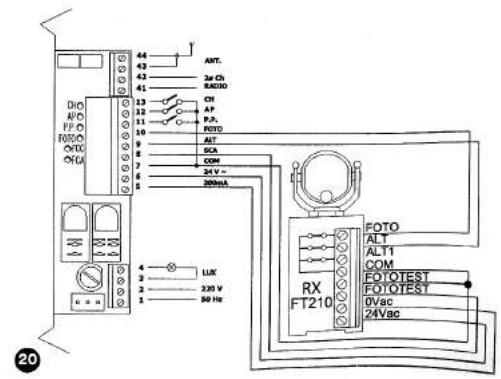 44
43
ANT.
42
2ø Ch
41
RADIO
13 CH
12 AP
11 P.P.
10 FOTO
9 ALT
8 SCA
7 COM
6 24 V ~
5 200mA
CH
AP
P.P.
FOTO
FCC
FCA
4
3
LUX
2 220 V
1 50 Hz
RX
FT210
FOTO
ALT
ALT1
COM
FOTOTEST
FOTOTEST
0Vac
24Vac
20